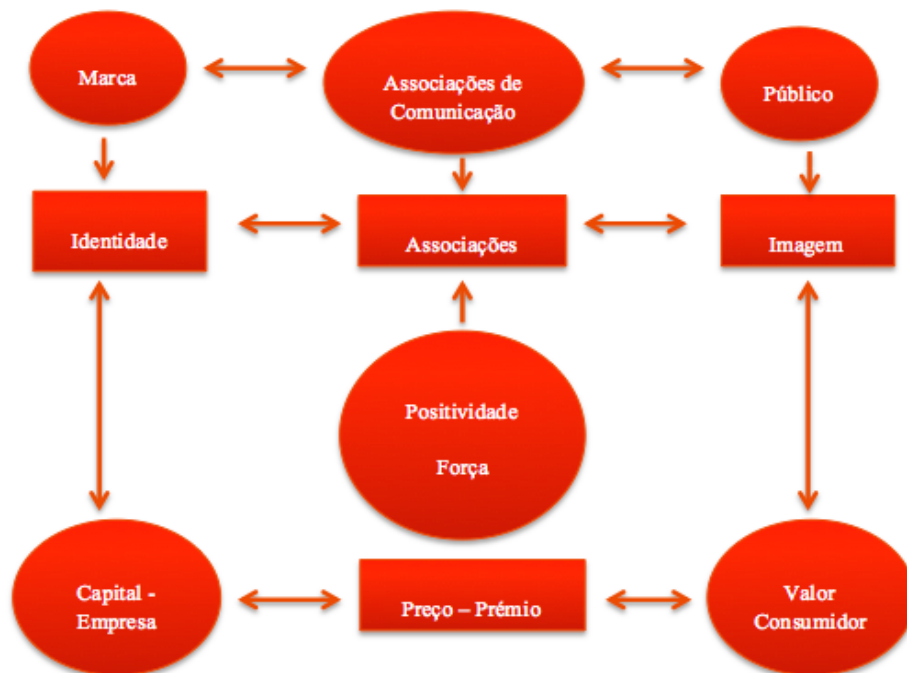 Marca
Associações de
Comunicação
Público
Identidade
Associações
Imagem
Positividade
Força
Capital -
Empresa
Preço – Prémio
Valor
Consumidor